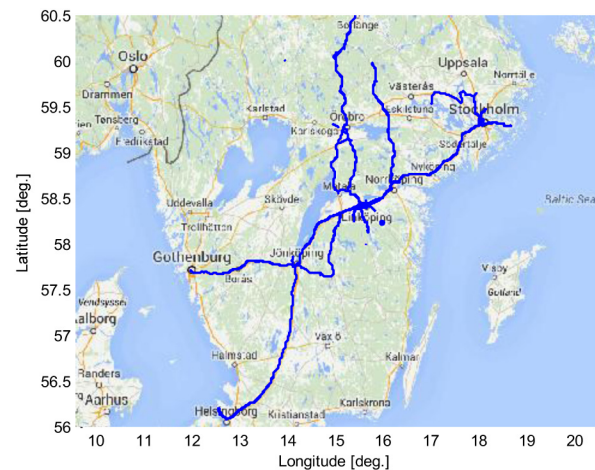 60.5
Borlänge
Oslo
Uppsala
60
Norrtälje
Drammen
Västerås
59.5
Karlstad
Örebro
Eskilstuna
Stockholm
Tønsberg
Karlskoga
Fredrikstad
Södertälje
59
Nyköping
Skövde
Motala
Norrköping
58.5
Uddevalla
Linköping
Trollhättan
Baltic Sea
Latitude [deg.]
58
Gothenburg
Jönköping
Visby
Borås
Gotland
57.5
Vendsyssel
Aalborg
57
Växjö
Halmstad
Kalmar
56.5
Randers
Karlskrona
Aarhus
Helsingborg
Kristianstad
56
10 11 12 13 14 15 16 17 18 19 20
Longitude [deg.]